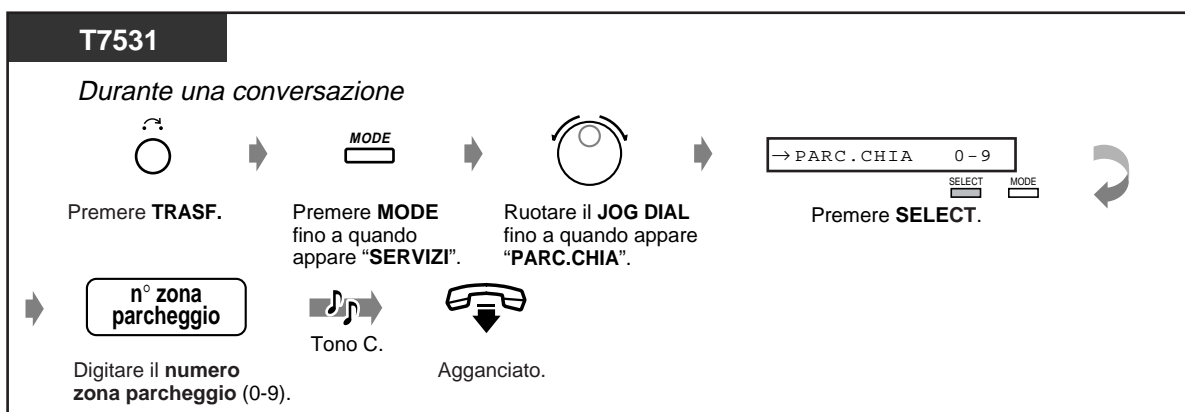 T7531
Durante una conversazione
Premere TRASF.
MODE
Premere MODE
fino a quando
appare “SERVIZI”.
Ruotare il JOG DIAL
fino a quando appare
“PARC.CHIA”.
→PARC.CHIA 0–9
SELECT MODE
Premere SELECT.
n° zona
parcheggio
Digitare il numero
zona parcheggio (0-9).
Tono C.
Agganciato.